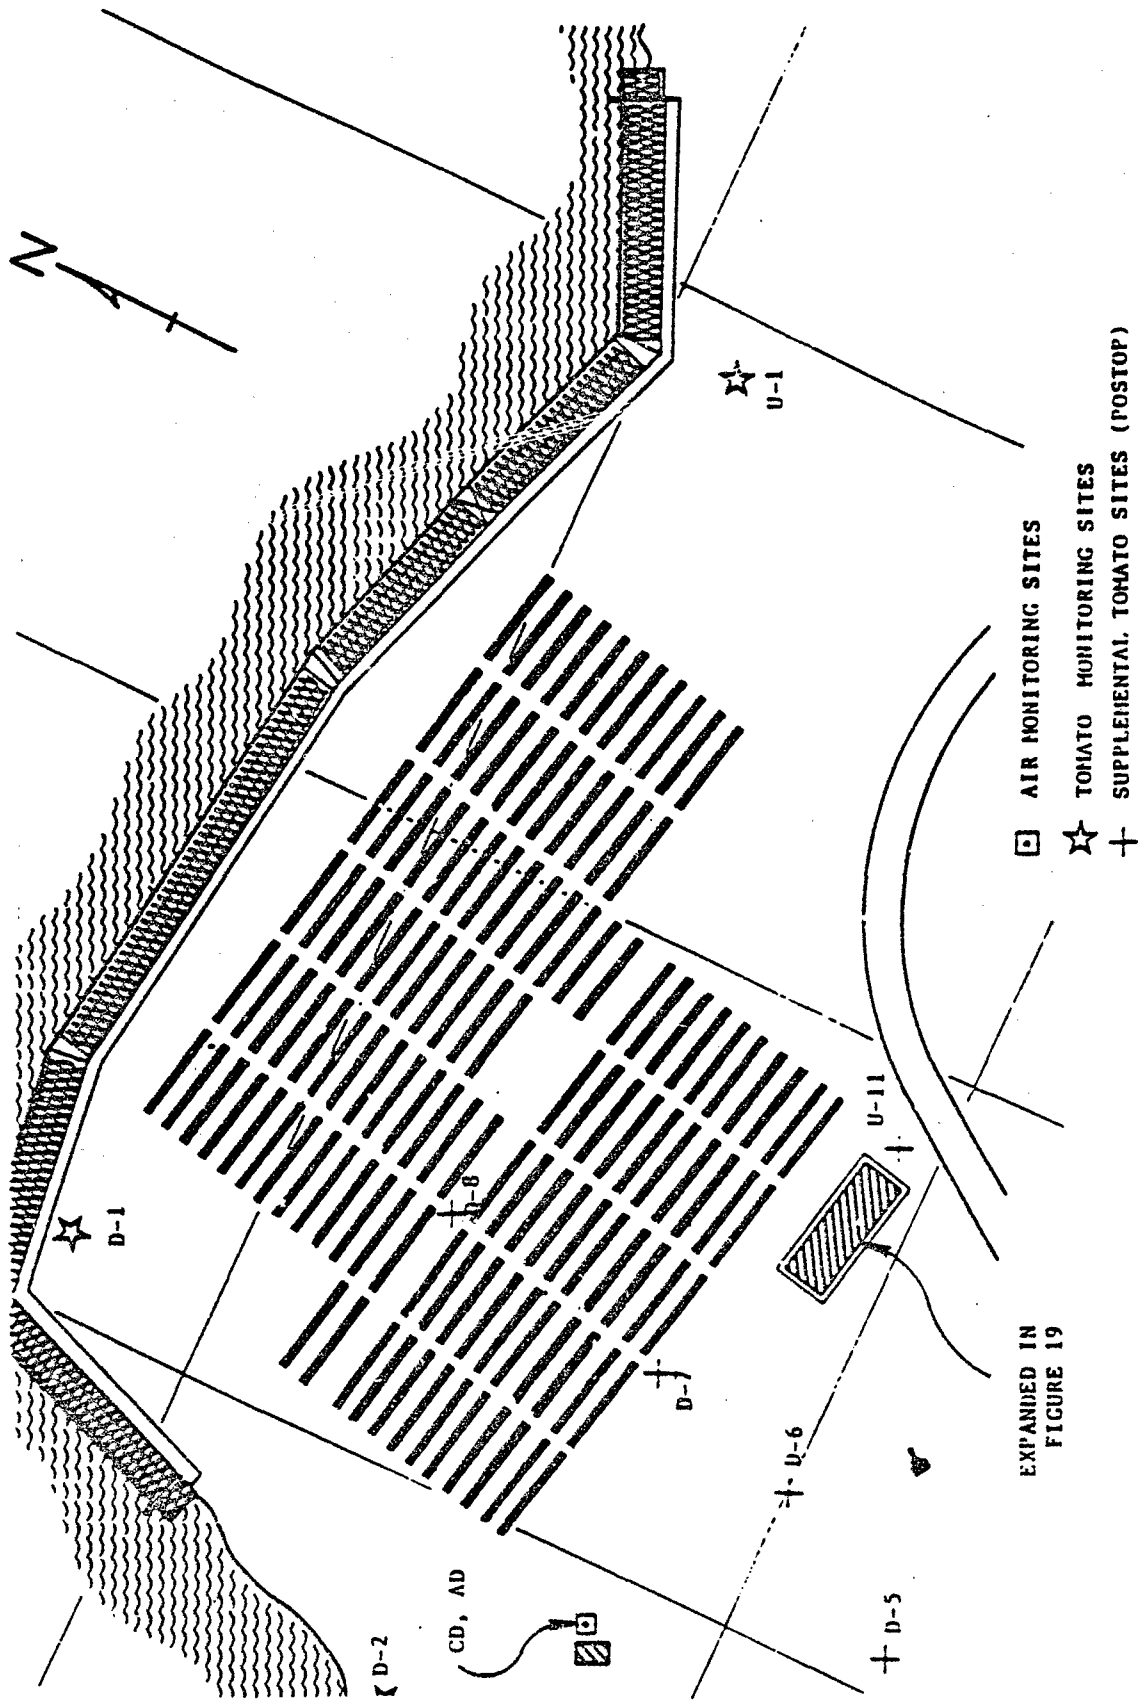 N
D-1
U-1
D-8
D-7
U-11
U-6
D-2
CD, AD
D-5
EXPANDED IN
FIGURE 19
AIR MONITORING SITES
TOMATO MONITORING SITES
SUPPLEMENTAL TOMATO SITES (POSTOP)